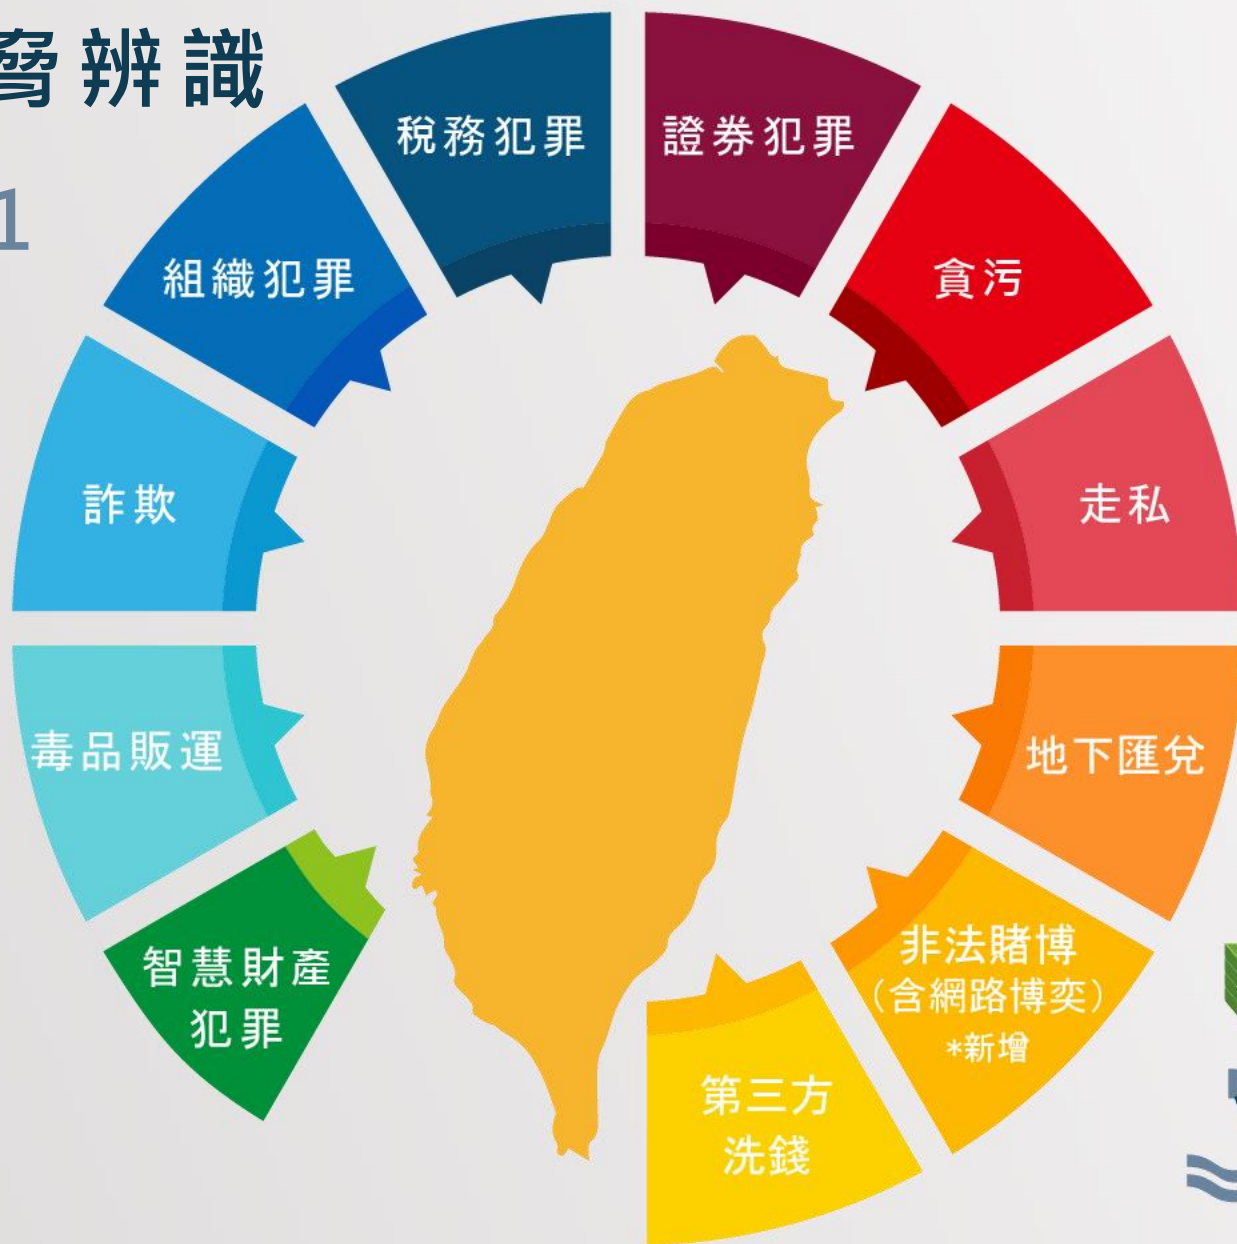 脅辨識
1
稅務犯罪
證券犯罪
組織犯罪
貪污
詐欺
走私
毒品販運
地下匯兌
智慧財產
犯罪
非法賭博
（含網路博奕）
*新增
第三方
洗錢